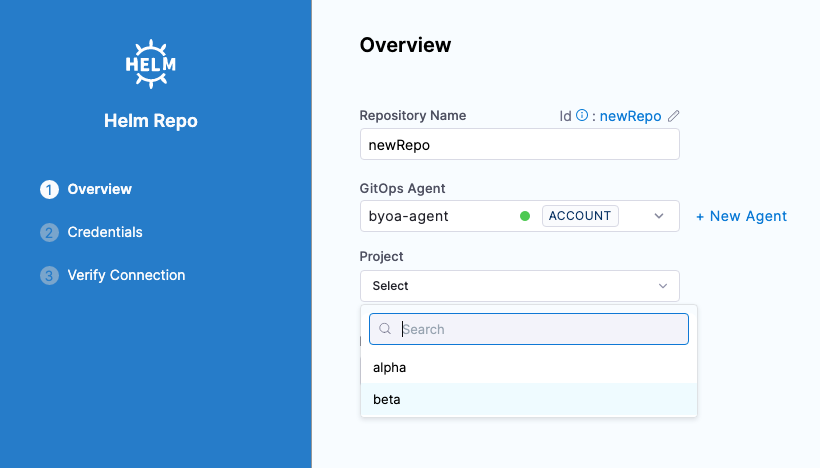 HELM
Helm Repo
1 Overview
2 Credentials
3 Verify Connection
Overview
Repository Name
Id : newRepo
newRepo
GitOps Agent
byoa-agent ACCOUNT
+ New Agent
Project
Select
Search
alpha
beta